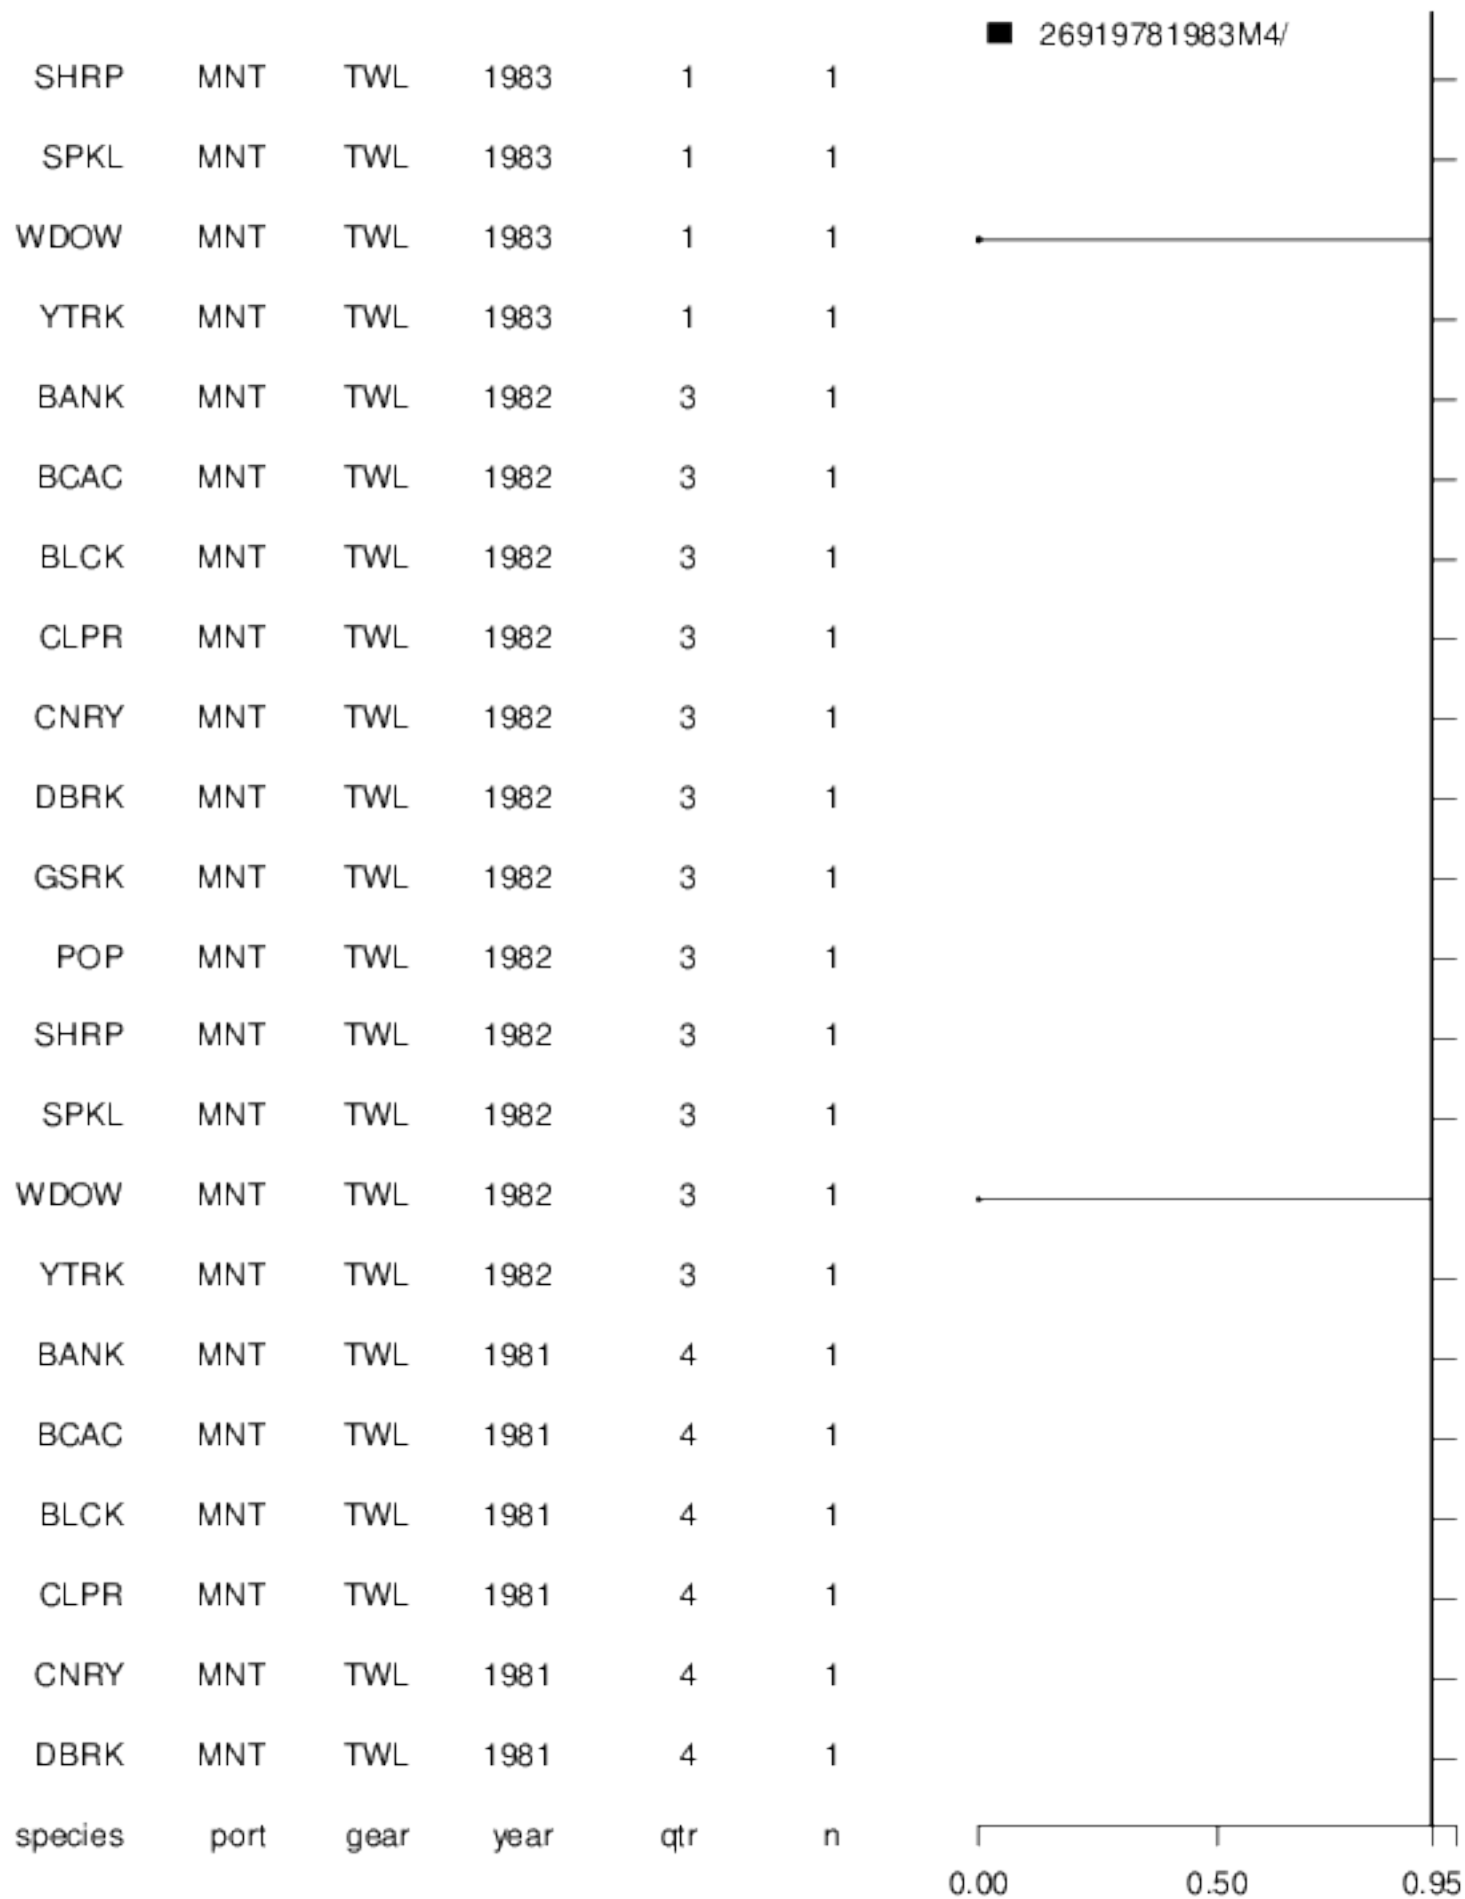 26919781983M4/
SHRP MNT TWL 1983 1 1
SPKL MNT TWL 1983 1 1
WDOW MNT TWL 1983 1 1
YTRK MNT TWL 1983 1 1
BANK MNT TWL 1982 3 1
BCAC MNT TWL 1982 3 1
BLCK MNT TWL 1982 3 1
CLPR MNT TWL 1982 3 1
CNRY MNT TWL 1982 3 1
DBRK MNT TWL 1982 3 1
GSRK MNT TWL 1982 3 1
POP MNT TWL 1982 3 1
SHRP MNT TWL 1982 3 1
SPKL MNT TWL 1982 3 1
WDOW MNT TWL 1982 3 1
YTRK MNT TWL 1982 3 1
BANK MNT TWL 1981 4 1
BCAC MNT TWL 1981 4 1
BLCK MNT TWL 1981 4 1
CLPR MNT TWL 1981 4 1
CNRY MNT TWL 1981 4 1
DBRK MNT TWL 1981 4 1
species port gear year qtr n
0.00 0.50 0.95